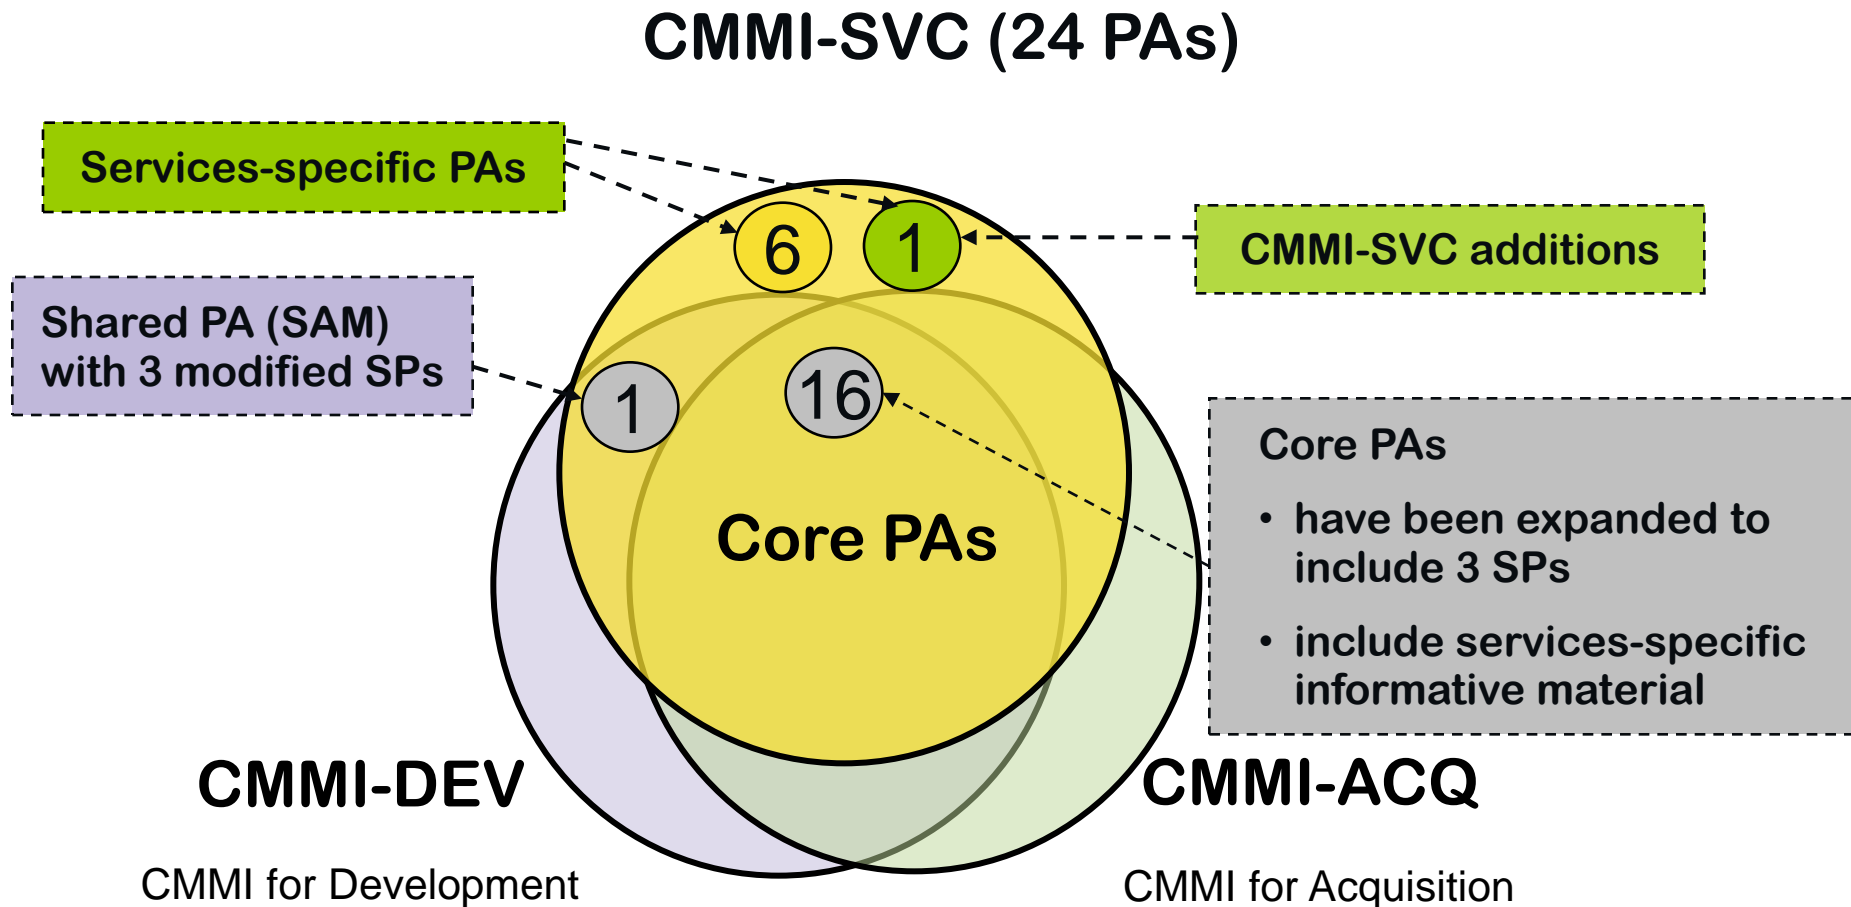 CMMI-SVC (24 PAs)
Services-specific PAs
6
1
CMMI-SVC additions
Shared PA (SAM)
with 3 modified SPs
1
16
Core PAs
Core PAs
• have been expanded to
include 3 SPs
• include services-specific
informative material
CMMI-DEV
CMMI-ACQ
CMMI for Development
CMMI for Acquisition